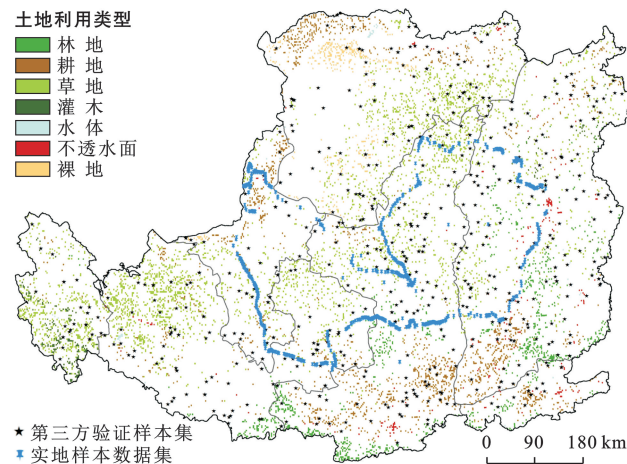 土地利用类型
林地
耕地
草地
灌木
水体
不透水面
裸地
第三方验证样本集
实地样本数据集
0 90 180 km